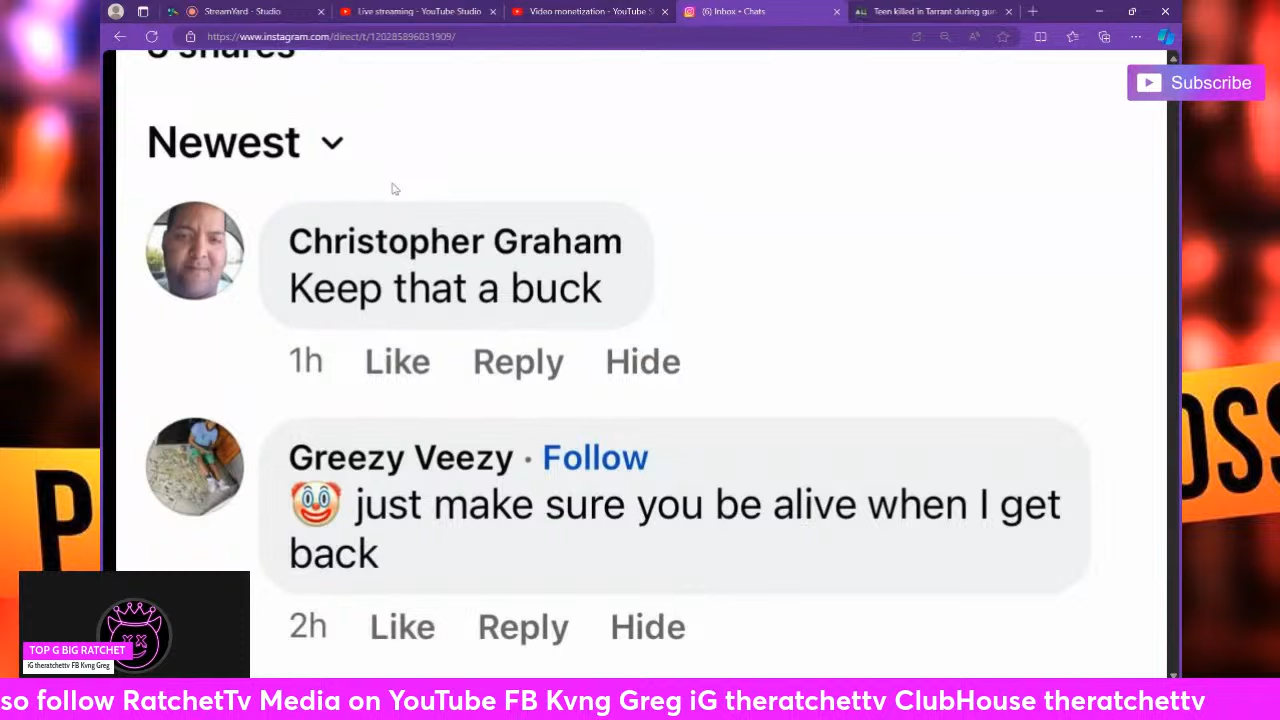 StreamYard - Studio
Live streaming - YouTube Studio
Video monetization - YouTube S
(6) Inbox • Chats
Teen killed in Tarrant during gun
https://www.instagram.com/direct/t/120285896031909/
Subscribe
shares
Newest
Christopher Graham
Keep that a buck
1h Like Reply Hide
Greezy Veezy · Follow
🤡 just make sure you be alive when I get
back
2h Like Reply Hide
TOP G BIG RATCHET
iG theratchettv FB Kvng Greg
so follow RatchetTv Media on YouTube FB Kvng Greg iG theratchettv ClubHouse theratchettv